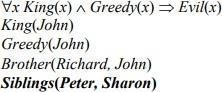 ∀x King(x) ∧ Greedy(x) ⇒ Evil(x)
King(John)
Greedy(John)
Brother(Richard, John)
Siblings(Peter, Sharon)